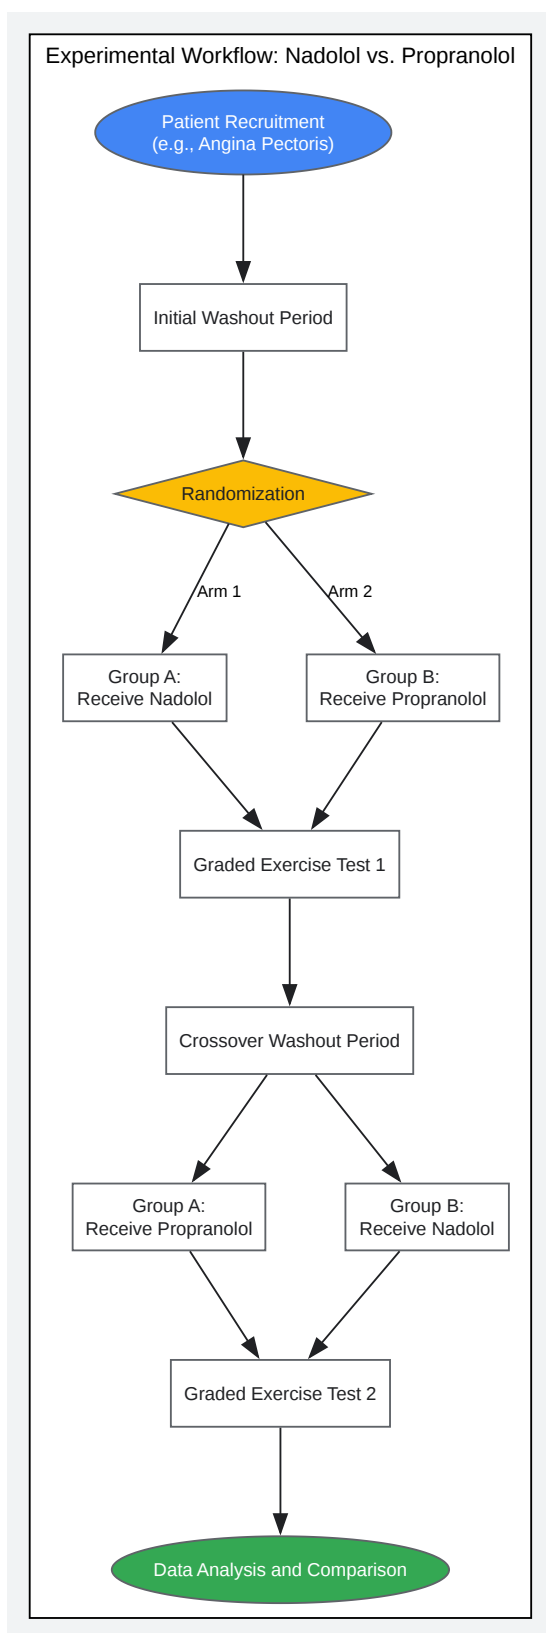 Experimental Workflow: Nadolol vs. Propranolol
Patient Recruitment
(e.g., Angina Pectoris)
Initial Washout Period
Randomization
Arm 1
Arm 2
Group A:
Receive Nadolol
Group B:
Receive Propranolol
Graded Exercise Test 1
Crossover Washout Period
Group A:
Receive Propranolol
Group B:
Receive Nadolol
Graded Exercise Test 2
Data Analysis and Comparison